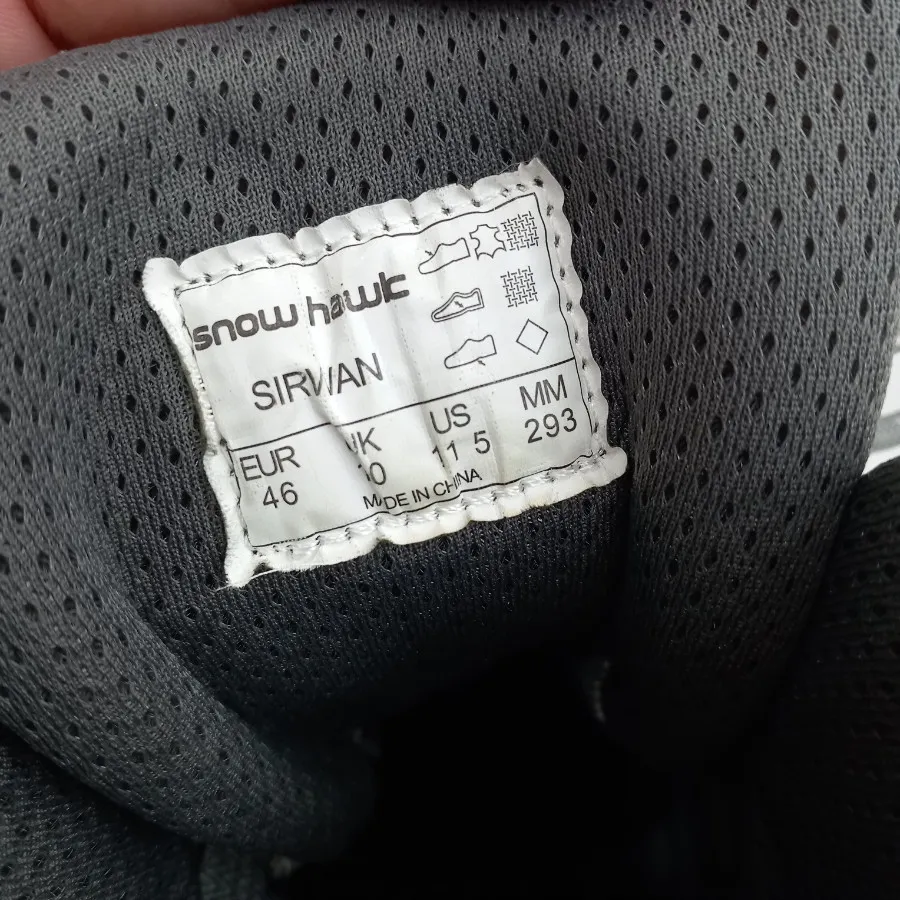 snow hawk
SIRWAN
EUR UK US MM
46 10 11 5 293
MADE IN CHINA